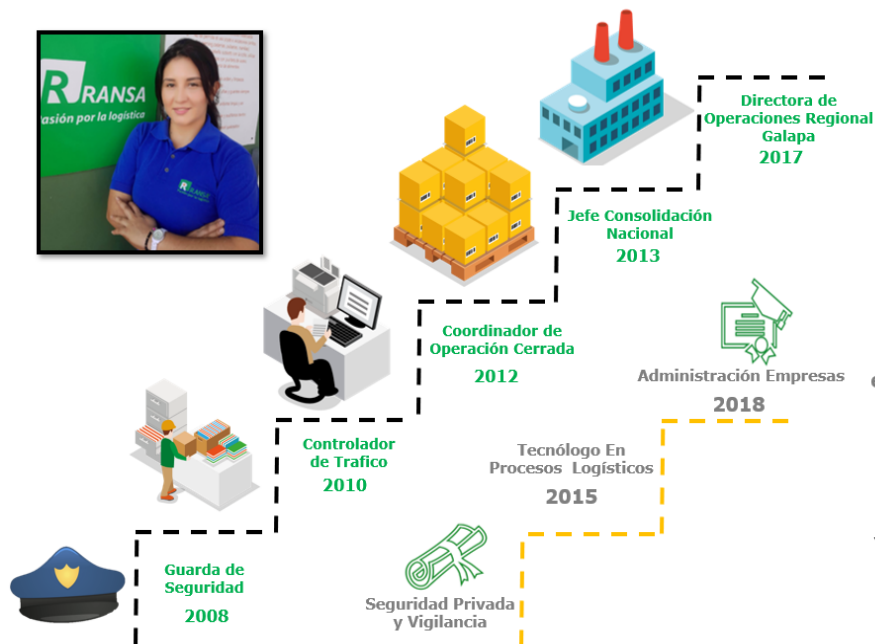 RANSA
Pasión por la logística
RANSA
Directora de
Operaciones Regional
Galapa
2017
Jefe Consolidación
Nacional
2013
Coordinador de
Operación Cerrada
2012
Controlador
de Trafico
2010
Guarda de
Seguridad
2008
Administración Empresas
2018
Tecnólogo En
Procesos Logísticos
2015
Seguridad Privada
y Vigilancia